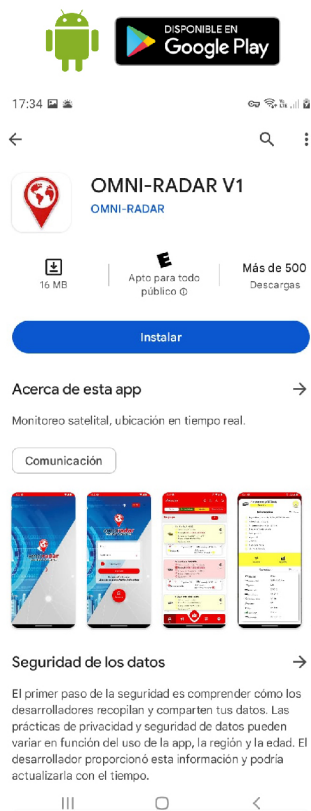 DISPONIBLE EN
Google Play
17:34
OMNI-RADAR V1
OMNI-RADAR
16 MB
Apto para todo
público
Más de 500
Descargas
Instalar
Acerca de esta app
Monitoreo satelital, ubicación en tiempo real.
Comunicación
Seguridad de los datos
El primer paso de la seguridad es comprender cómo los
desarrolladores recopilan y comparten tus datos. Las
prácticas de privacidad y seguridad de datos pueden
variar en función del uso de la app, la región y la edad. El
desarrollador proporcionó esta información y podría
actualizarla con el tiempo.